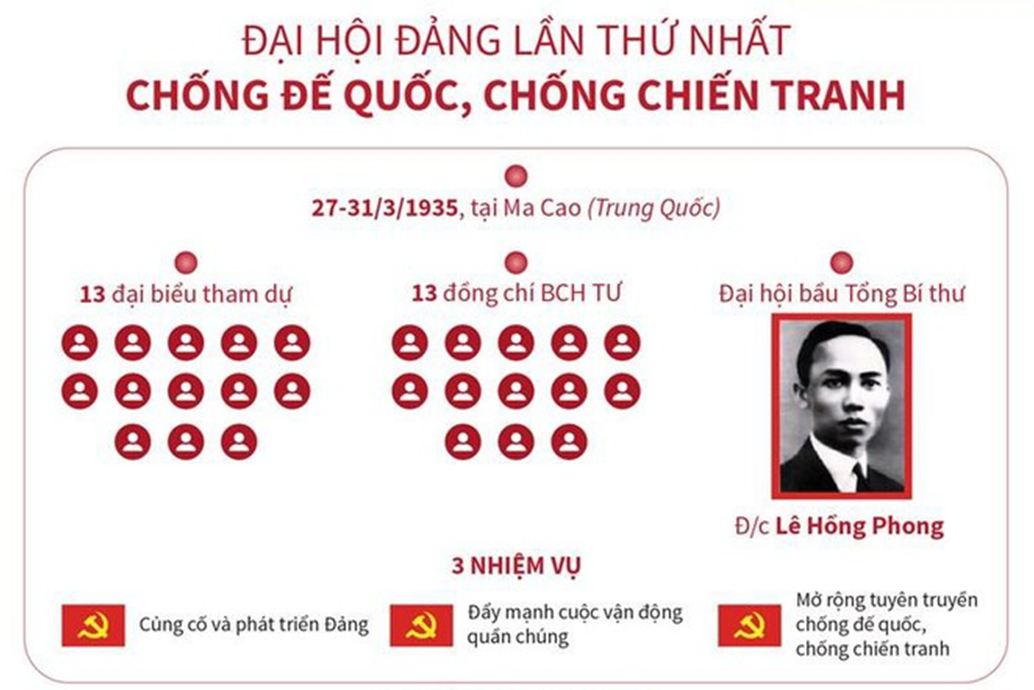 ĐẠI HỘI ĐẢNG LẦN THỨ NHẤT
CHỐNG ĐẾ QUỐC, CHỐNG CHIẾN TRANH
27-31/3/1935, tại Ma Cao (Trung Quốc)
13 đại biểu tham dự
13 đồng chí BCH TƯ
Đại hội bầu Tổng Bí thư
Đ/c Lê Hồng Phong
3 NHIỆM VỤ
Củng cố và phát triển Đảng
Đẩy mạnh cuộc vận động
quần chúng
Mở rộng tuyên truyền
chống đế quốc,
chống chiến tranh